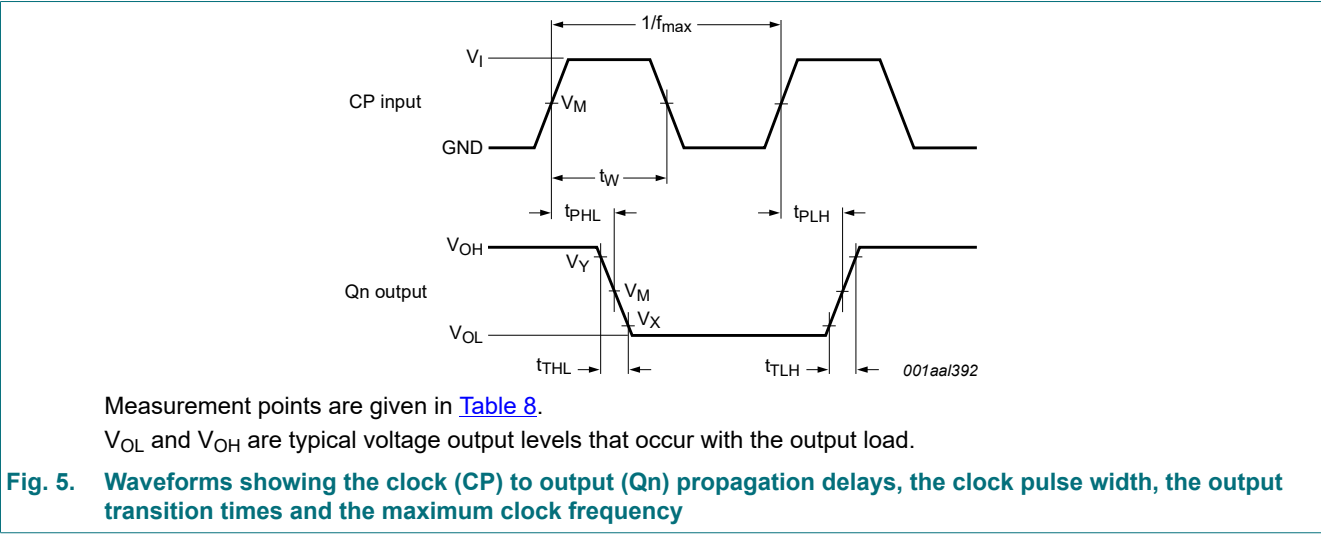 1/fmax
VI
CP input
VM
GND
tW
tPHL
tPLH
VOH
VY
Qn output
VM
VX
VOL
tTHL
tTLH
001aal392
Measurement points are given in Table 8.
VOL and VOH are typical voltage output levels that occur with the output load.
Fig. 5. Waveforms showing the clock (CP) to output (Qn) propagation delays, the clock pulse width, the output
transition times and the maximum clock frequency